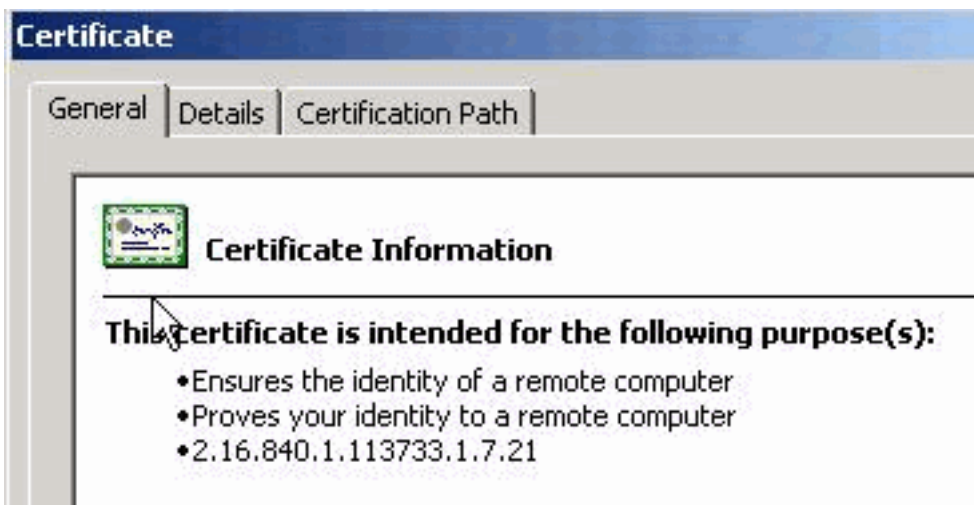 Certificate
General Details Certification Path
Certificate Information
This certificate is intended for the following purpose(s):
•Ensures the identity of a remote computer
•Proves your identity to a remote computer
•2.16.840.1.113733.1.7.21